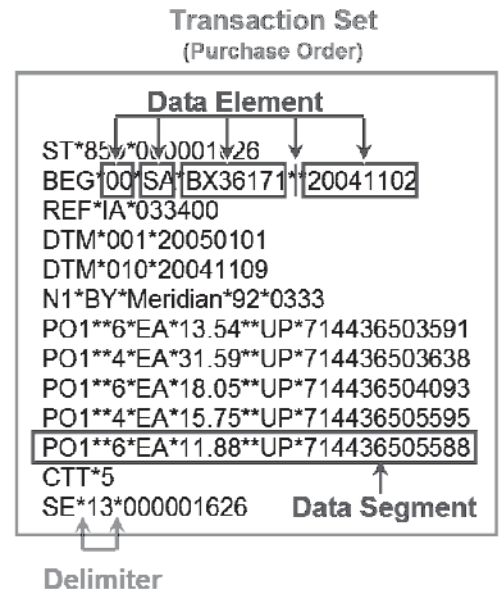 Transaction Set
(Purchase Order)
Data Element
ST*850*000001626
BEG*00*SA*BX36171**20041102
REF*IA*033400
DTM*001*20050101
DTM*010*20041109
N1*BY*Meridian*92*0333
PO1**6*EA*13.54**UP*714436503591
PO1**4*EA*31.59**UP*714436503638
PO1**6*EA*18.05**UP*714436504093
PO1**4*EA*15.75**UP*714436505595
PO1**6*EA*11.88**UP*714436505588
CTT*5
SE*13*000001626
Data Segment
Delimiter